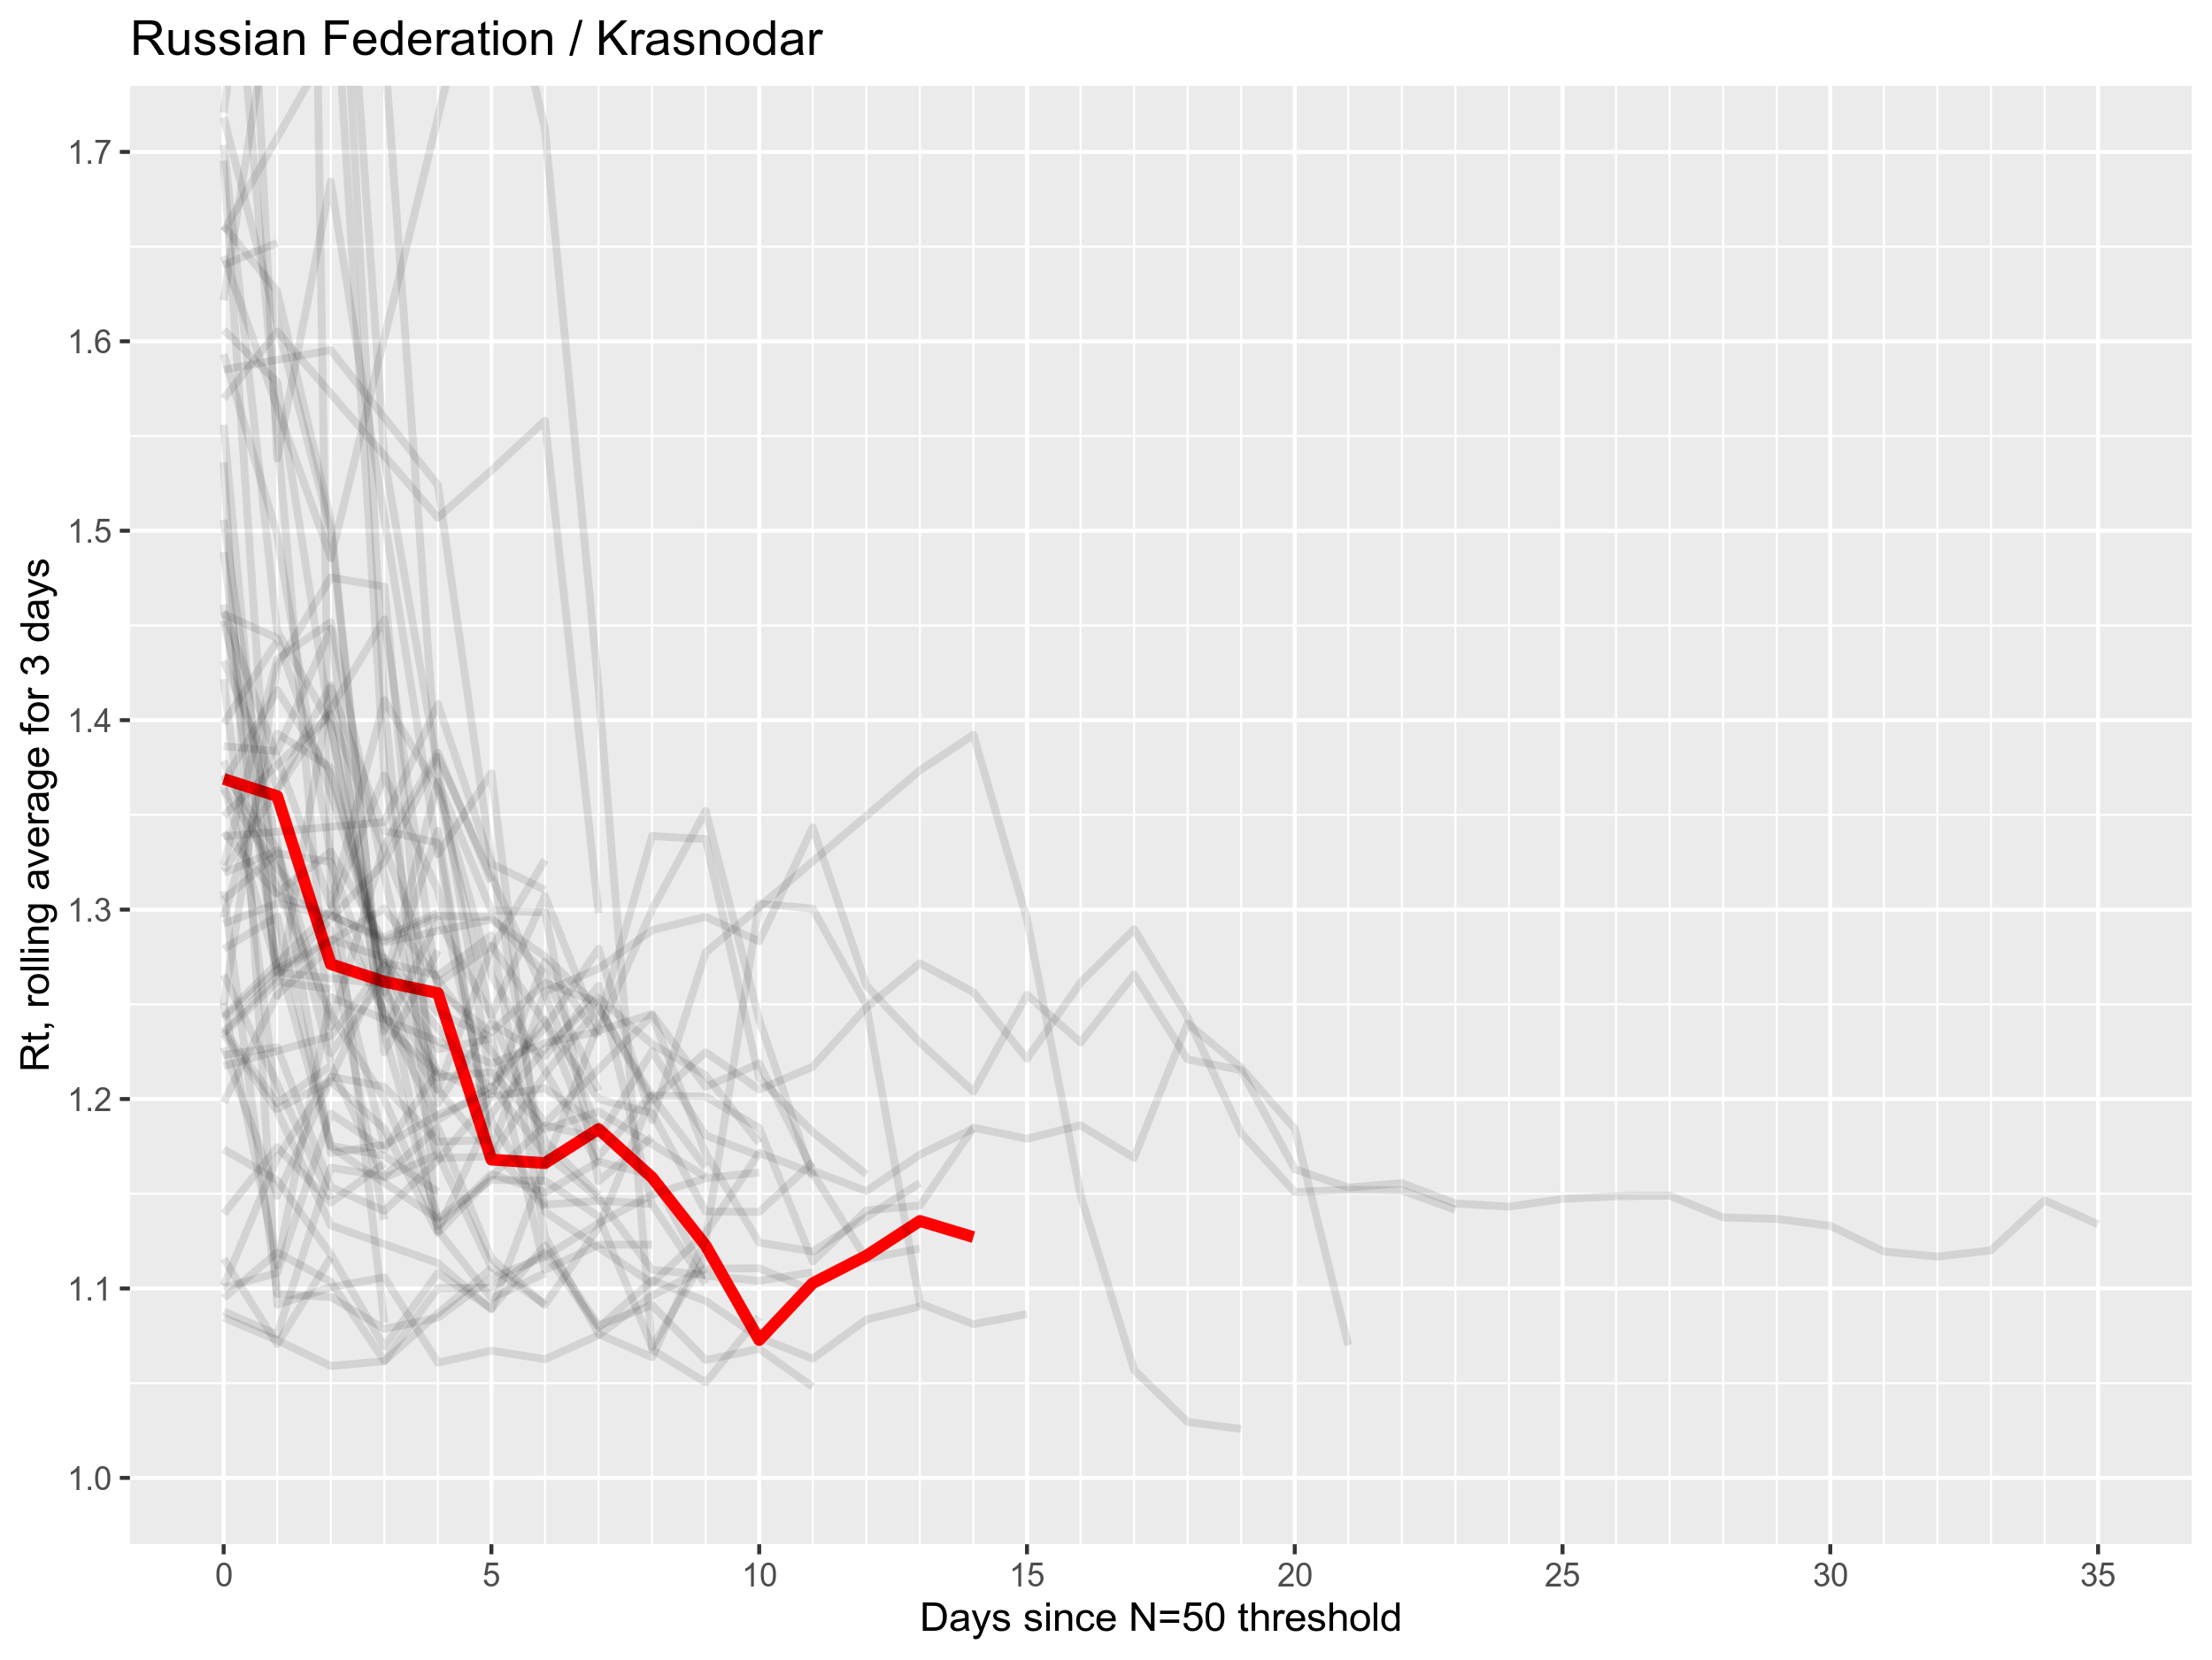 Russian Federation / Krasnodar
Rt, rolling average for 3 days
1.7
1.6
1.5
1.4
1.3
1.2
1.1
1.0
0 5 10 15 20 25 30 35
Days since N=50 threshold